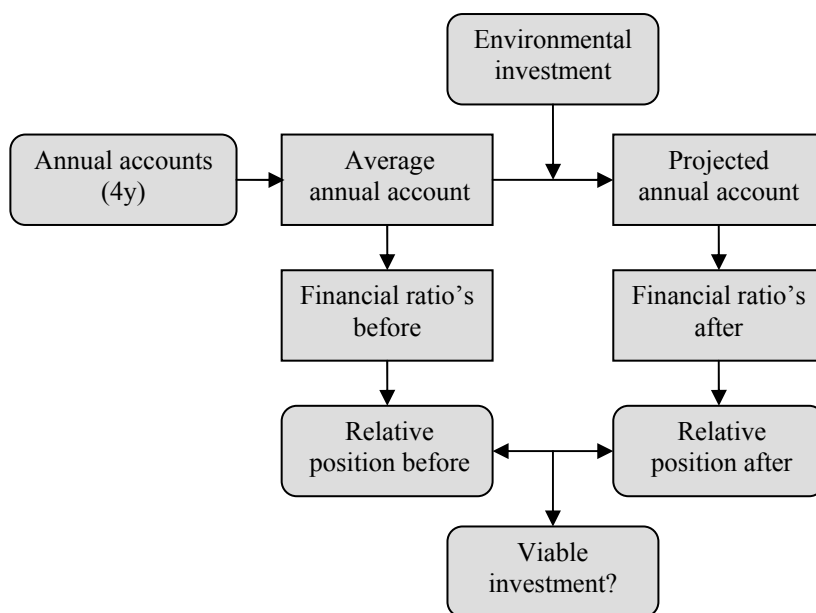 Environmental
investment
Annual accounts
(4y)
Average
annual account
Projected
annual account
Financial ratio’s
before
Financial ratio’s
after
Relative
position before
Relative
position after
Viable
investment?